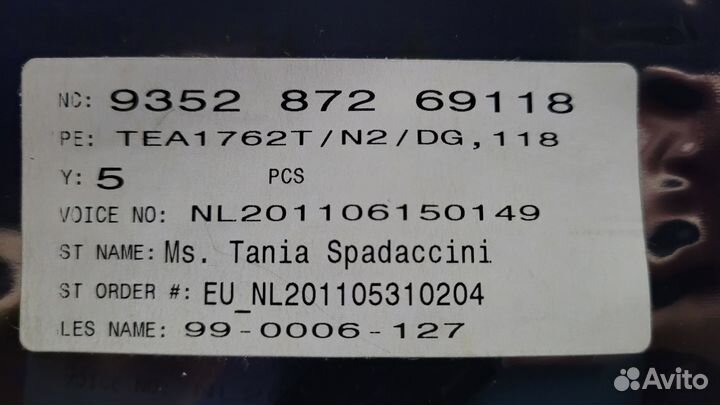 NC: 9352 872 69118
PE: TEA1762T/N2/DG,118
Y: 5 PCS
VOICE NO: NL201106150149
ST NAME: Ms. Tania Spadaccini
ST ORDER #: EU_NL201105310204
LES NAME: 99-0006-127
Avito